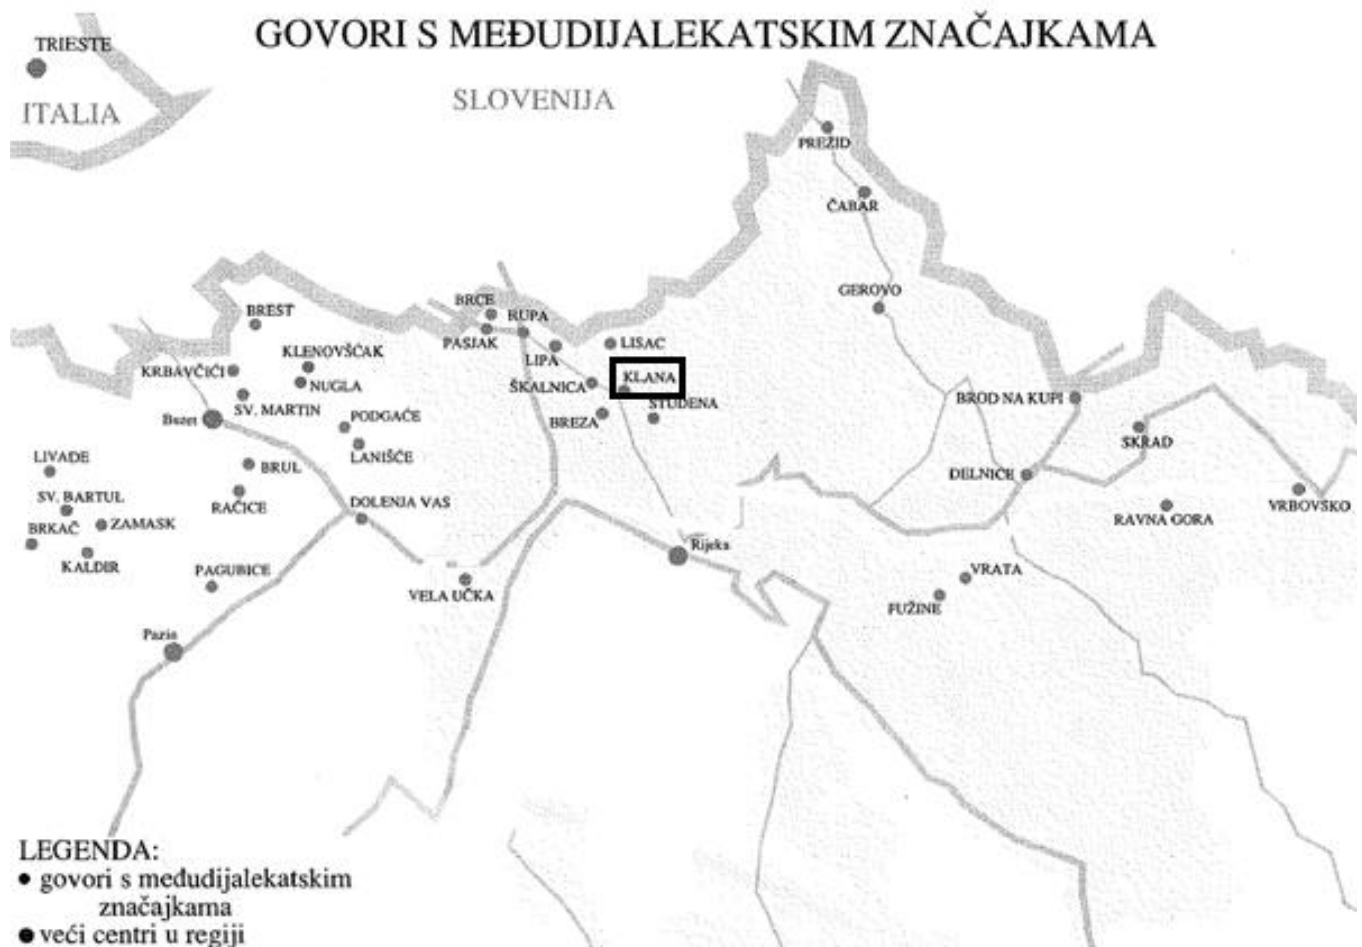 GOVORI S MEĐUDIJALEKATSKIM ZNAČAJKAMA
TRIESTE
ITALIA
SLOVENIJA
PREZID
ČABAR
GEROVO
BRCE
RUPA
PASJAK
LIPA
LISAC
KLANA
ŠKALNICA
BREZA
STUDENA
BREST
KLENOVŠČAK
KRBAVČIĆI
NUGLA
SV. MARTIN
Buzet
PODGAĆE
LANIŠĆE
BRUL
RAČICE
DOLENJA VAS
LIVADE
SV. BARTUL
ZAMASK
BRKAČ
KALDIR
PAGUBICE
VELA UČKA
Rijeka
Pazin
BROD NA KUPI
SKRAD
DELNICE
RAVNA GORA
VRBOVSKO
VRATA
FUŽINE
LEGENDA:
• govori s međudijalekatskim
značajkama
● veći centri u regiji